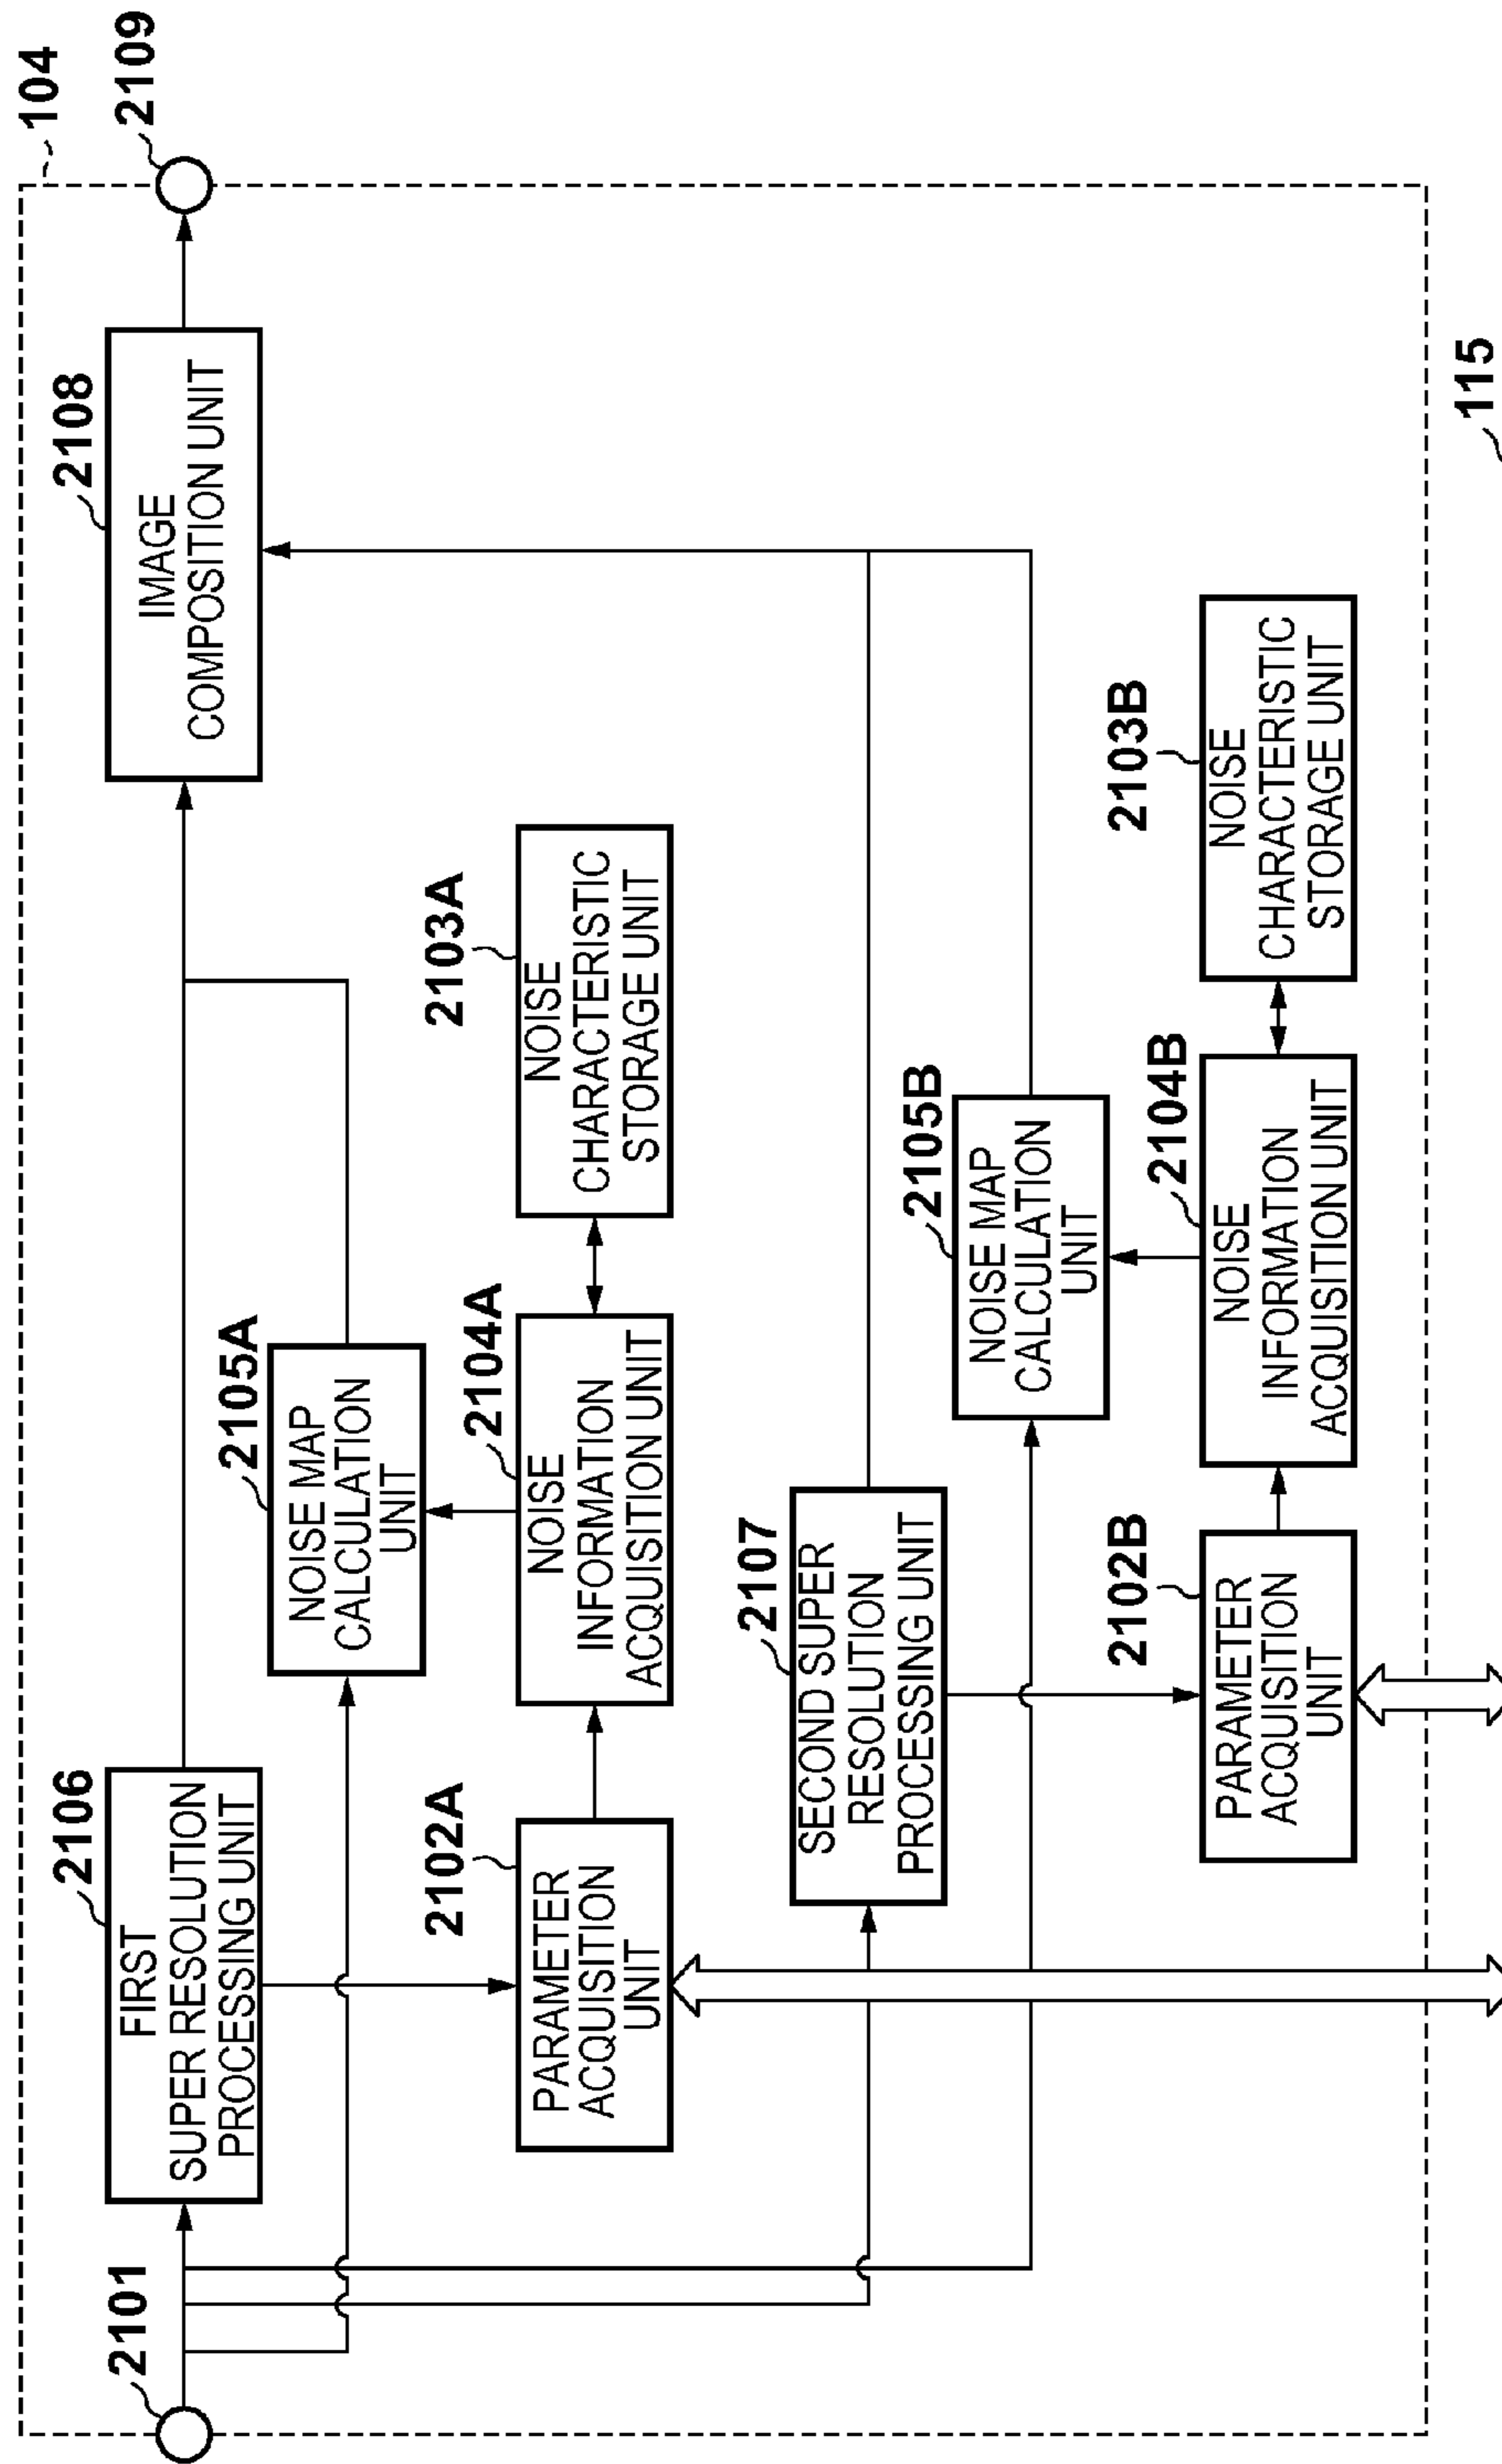 104
2101
2109
2106
FIRST
SUPER RESOLUTION
PROCESSING UNIT
2108
IMAGE
COMPOSITION UNIT
2105A
NOISE MAP
CALCULATION
UNIT
2102A
PARAMETER
ACQUISITION
UNIT
2104A
NOISE
INFORMATION
ACQUISITION UNIT
2103A
NOISE
CHARACTERISTIC
STORAGE UNIT
2107
SECOND SUPER
RESOLUTION
PROCESSING UNIT
2105B
NOISE MAP
CALCULATION
UNIT
2102B
PARAMETER
ACQUISITION
UNIT
2104B
NOISE
INFORMATION
ACQUISITION UNIT
2103B
NOISE
CHARACTERISTIC
STORAGE UNIT
115